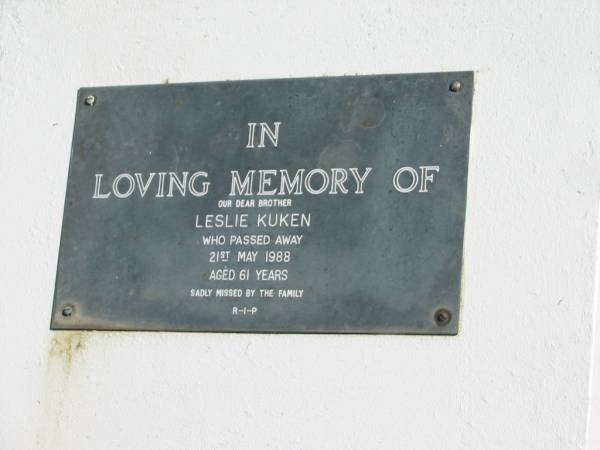 IN
LOVING MEMORY OF
OUR DEAR BROTHER
LESLIE KUKEN
WHO PASSED AWAY
21ST MAY 1988
AGED 61 YEARS
SADLY MISSED BY THE FAMILY
R-I-P